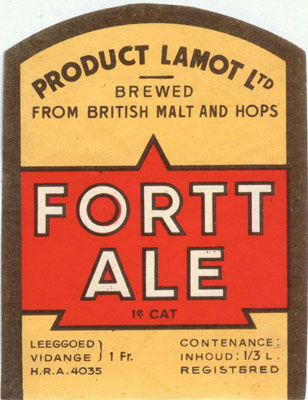 PRODUCT LAMOT LTD
BREWED
FROM BRITISH MALT AND HOPS
FORTT
ALE
1e CAT
LEEGGOED } 1 Fr.
VIDANGE
H.R.A. 4035
CONTENANCE:
INHOUD: 1/3 L.
REGISTERED